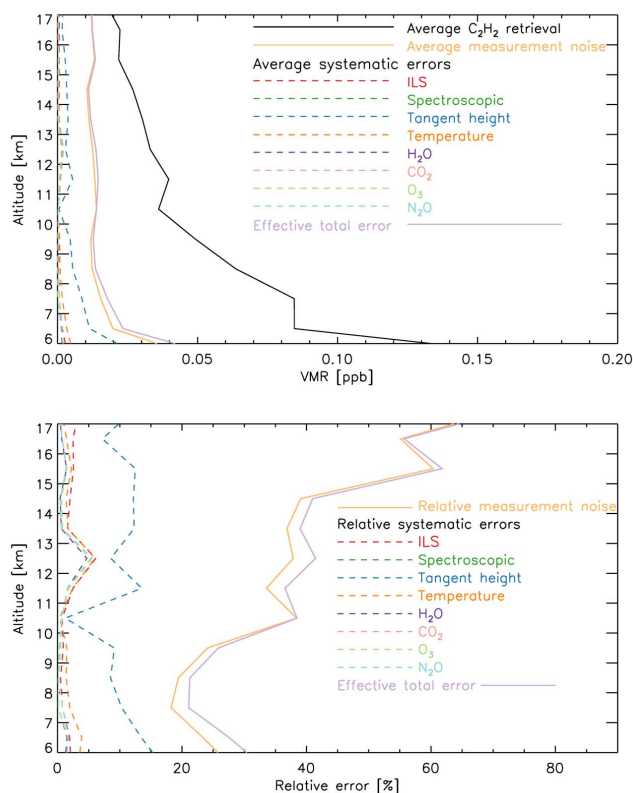 17
16
15
14
13
12
11
10
9
8
7
6
Altitude [km]
Average C₂H₂ retrieval
Average measurement noise
Average systematic errors
ILS
Spectroscopic
Tangent height
Temperature
H₂O
CO₂
O₃
N₂O
Effective total error
0.00 0.05 0.10 0.15 0.20
VMR [ppb]
17
16
15
14
13
12
11
10
9
8
7
6
Altitude [km]
Relative measurement noise
Relative systematic errors
ILS
Spectroscopic
Tangent height
Temperature
H₂O
CO₂
O₃
N₂O
Effective total error
0 20 40 60 80
Relative error [%]